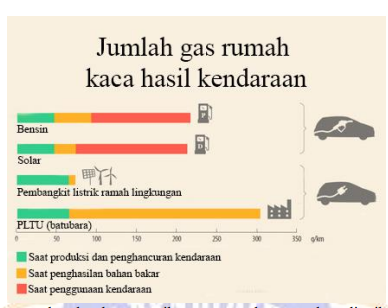 Jumlah gas rumah
kaca hasil kendaraan
P
Bensin
D
Solar
Pembangkit listrik ramah lingkungan
PLTU (batubara)
0 50 100 150 200 250 300 350 g/km
Saat produksi dan penghancuran kendaraan
Saat penghasilan bahan bakar
Saat penggunaan kendaraan